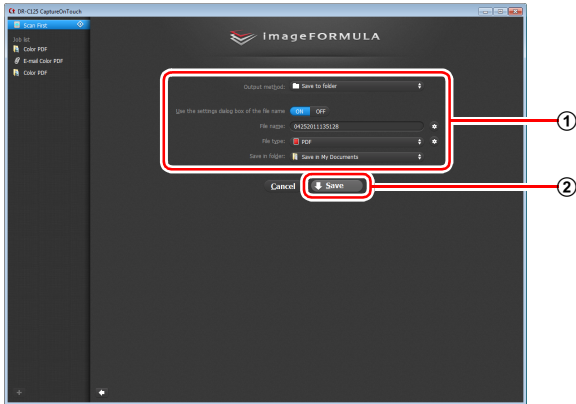 Ct DR-C125 CaptureOnTouch
Scan First
Job list
Color PDF
E-mail Color PDF
Color PDF
imageFORMULA
Output method: Save to folder
Use the settings dialog box of the file name ON OFF
File name: 04252011135128
File type: PDF
Save in folder: Save in My Documents
①
Cancel Save
②